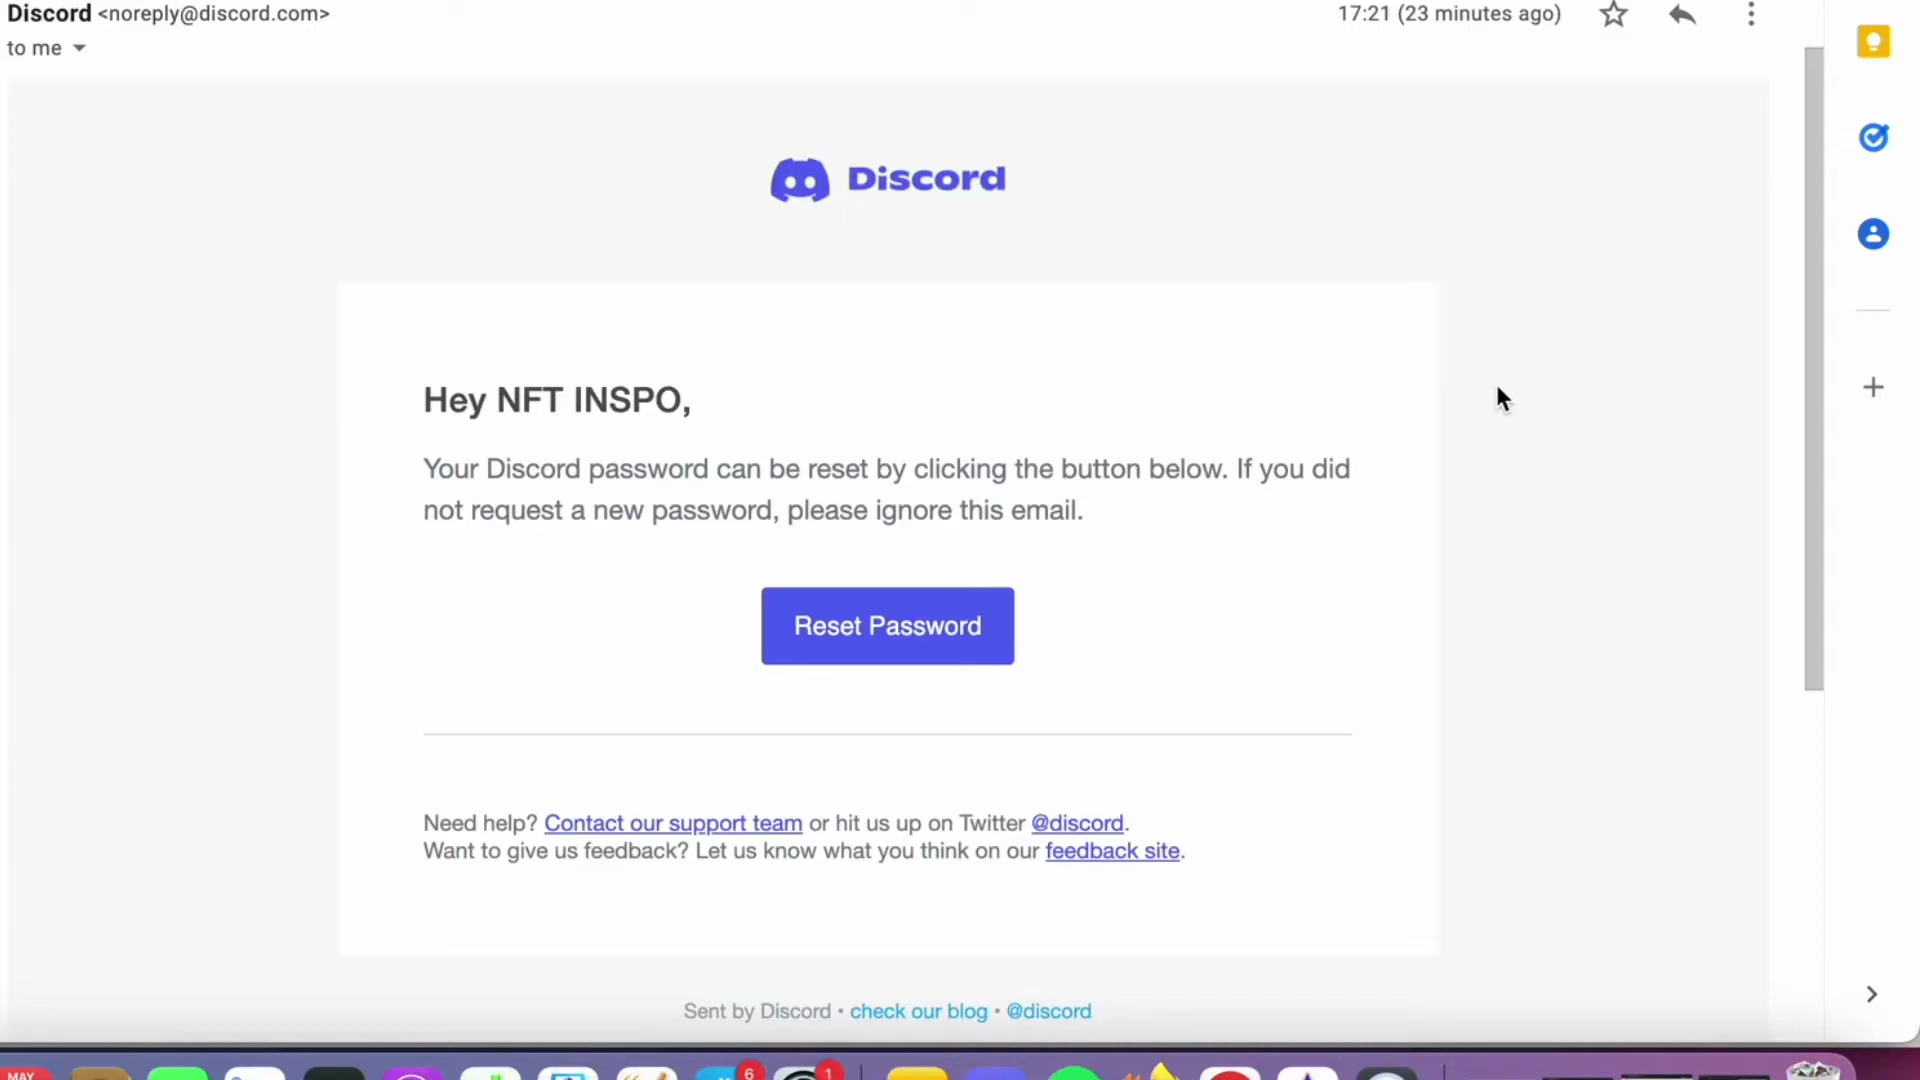 Discord <noreply@discord.com>
17:21 (23 minutes ago)
to me
Discord
Hey NFT INSPO,
Your Discord password can be reset by clicking the button below. If you did
not request a new password, please ignore this email.
Reset Password
Need help? Contact our support team or hit us up on Twitter @discord.
Want to give us feedback? Let us know what you think on our feedback site.
Sent by Discord • check our blog • @discord
MAY
6
1